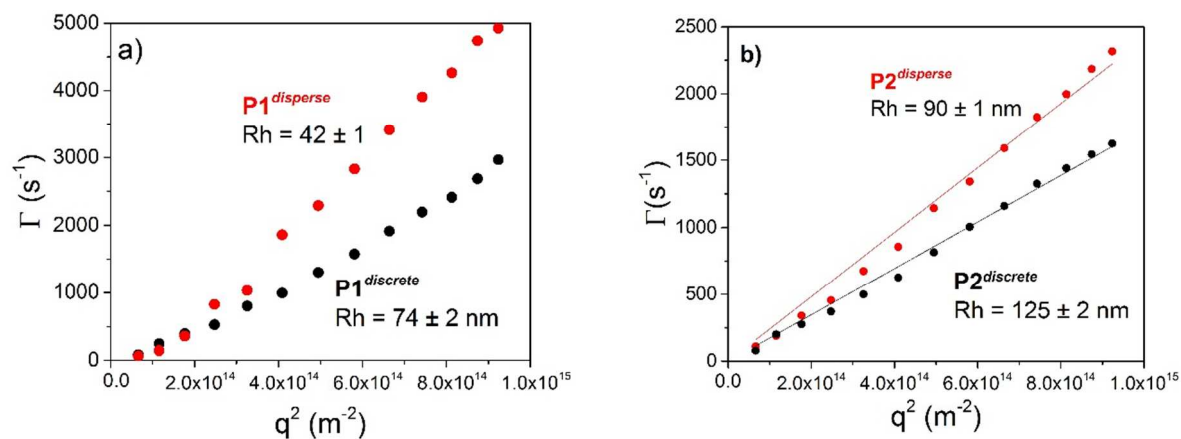 a)
5000
4000
3000
2000
1000
0
Γ (s⁻¹)
P1disperse
Rh = 42 ± 1
P1discrete
Rh = 74 ± 2 nm
0.0 2.0x10¹⁴ 4.0x10¹⁴ 6.0x10¹⁴ 8.0x10¹⁴ 1.0x10¹⁵
q² (m⁻²)
b)
2500
2000
1500
1000
500
0
Γ(s⁻¹)
P2disperse
Rh = 90 ± 1 nm
P2discrete
Rh = 125 ± 2 nm
0.0 2.0x10¹⁴ 4.0x10¹⁴ 6.0x10¹⁴ 8.0x10¹⁴ 1.0x10¹⁵
q² (m⁻²)